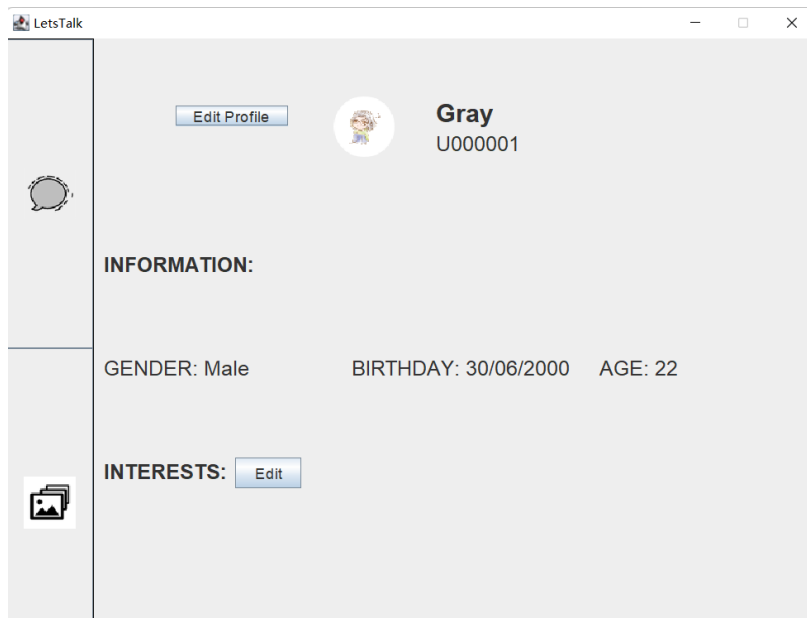 LetsTalk
Edit Profile
Gray
U000001
INFORMATION:
GENDER: Male BIRTHDAY: 30/06/2000 AGE: 22
INTERESTS: Edit